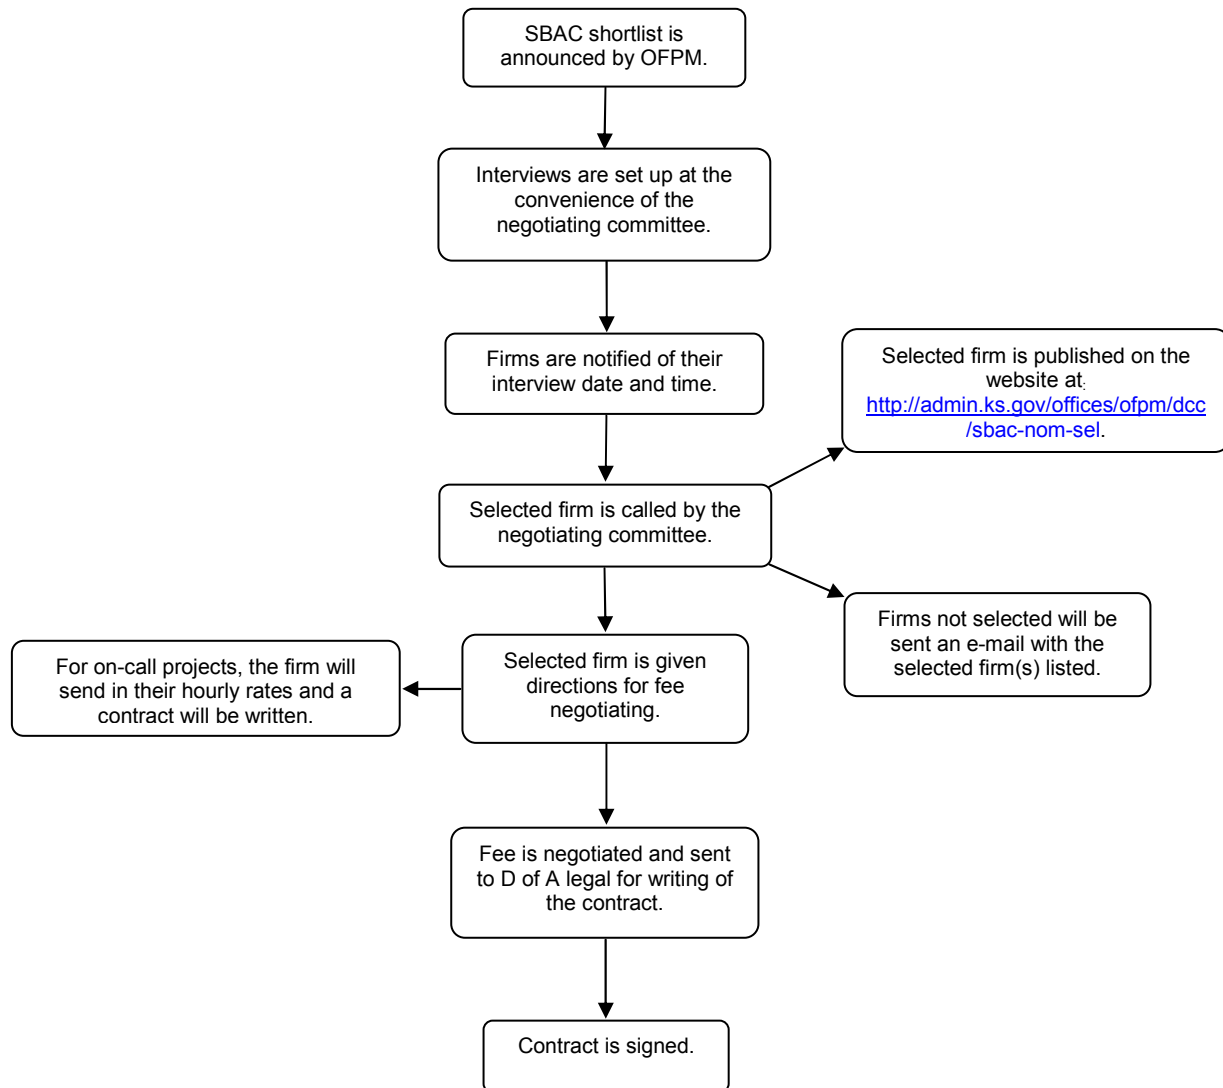 SBAC shortlist is
announced by OFPM.
Interviews are set up at the
convenience of the
negotiating committee.
Firms are notified of their
interview date and time.
Selected firm is published on the
website at:
http://admin.ks.gov/offices/ofpm/dcc
/sbac-nom-sel.
Selected firm is called by the
negotiating committee.
Firms not selected will be
sent an e-mail with the
selected firm(s) listed.
Selected firm is given
directions for fee
negotiating.
For on-call projects, the firm will
send in their hourly rates and a
contract will be written.
Fee is negotiated and sent
to D of A legal for writing of
the contract.
Contract is signed.